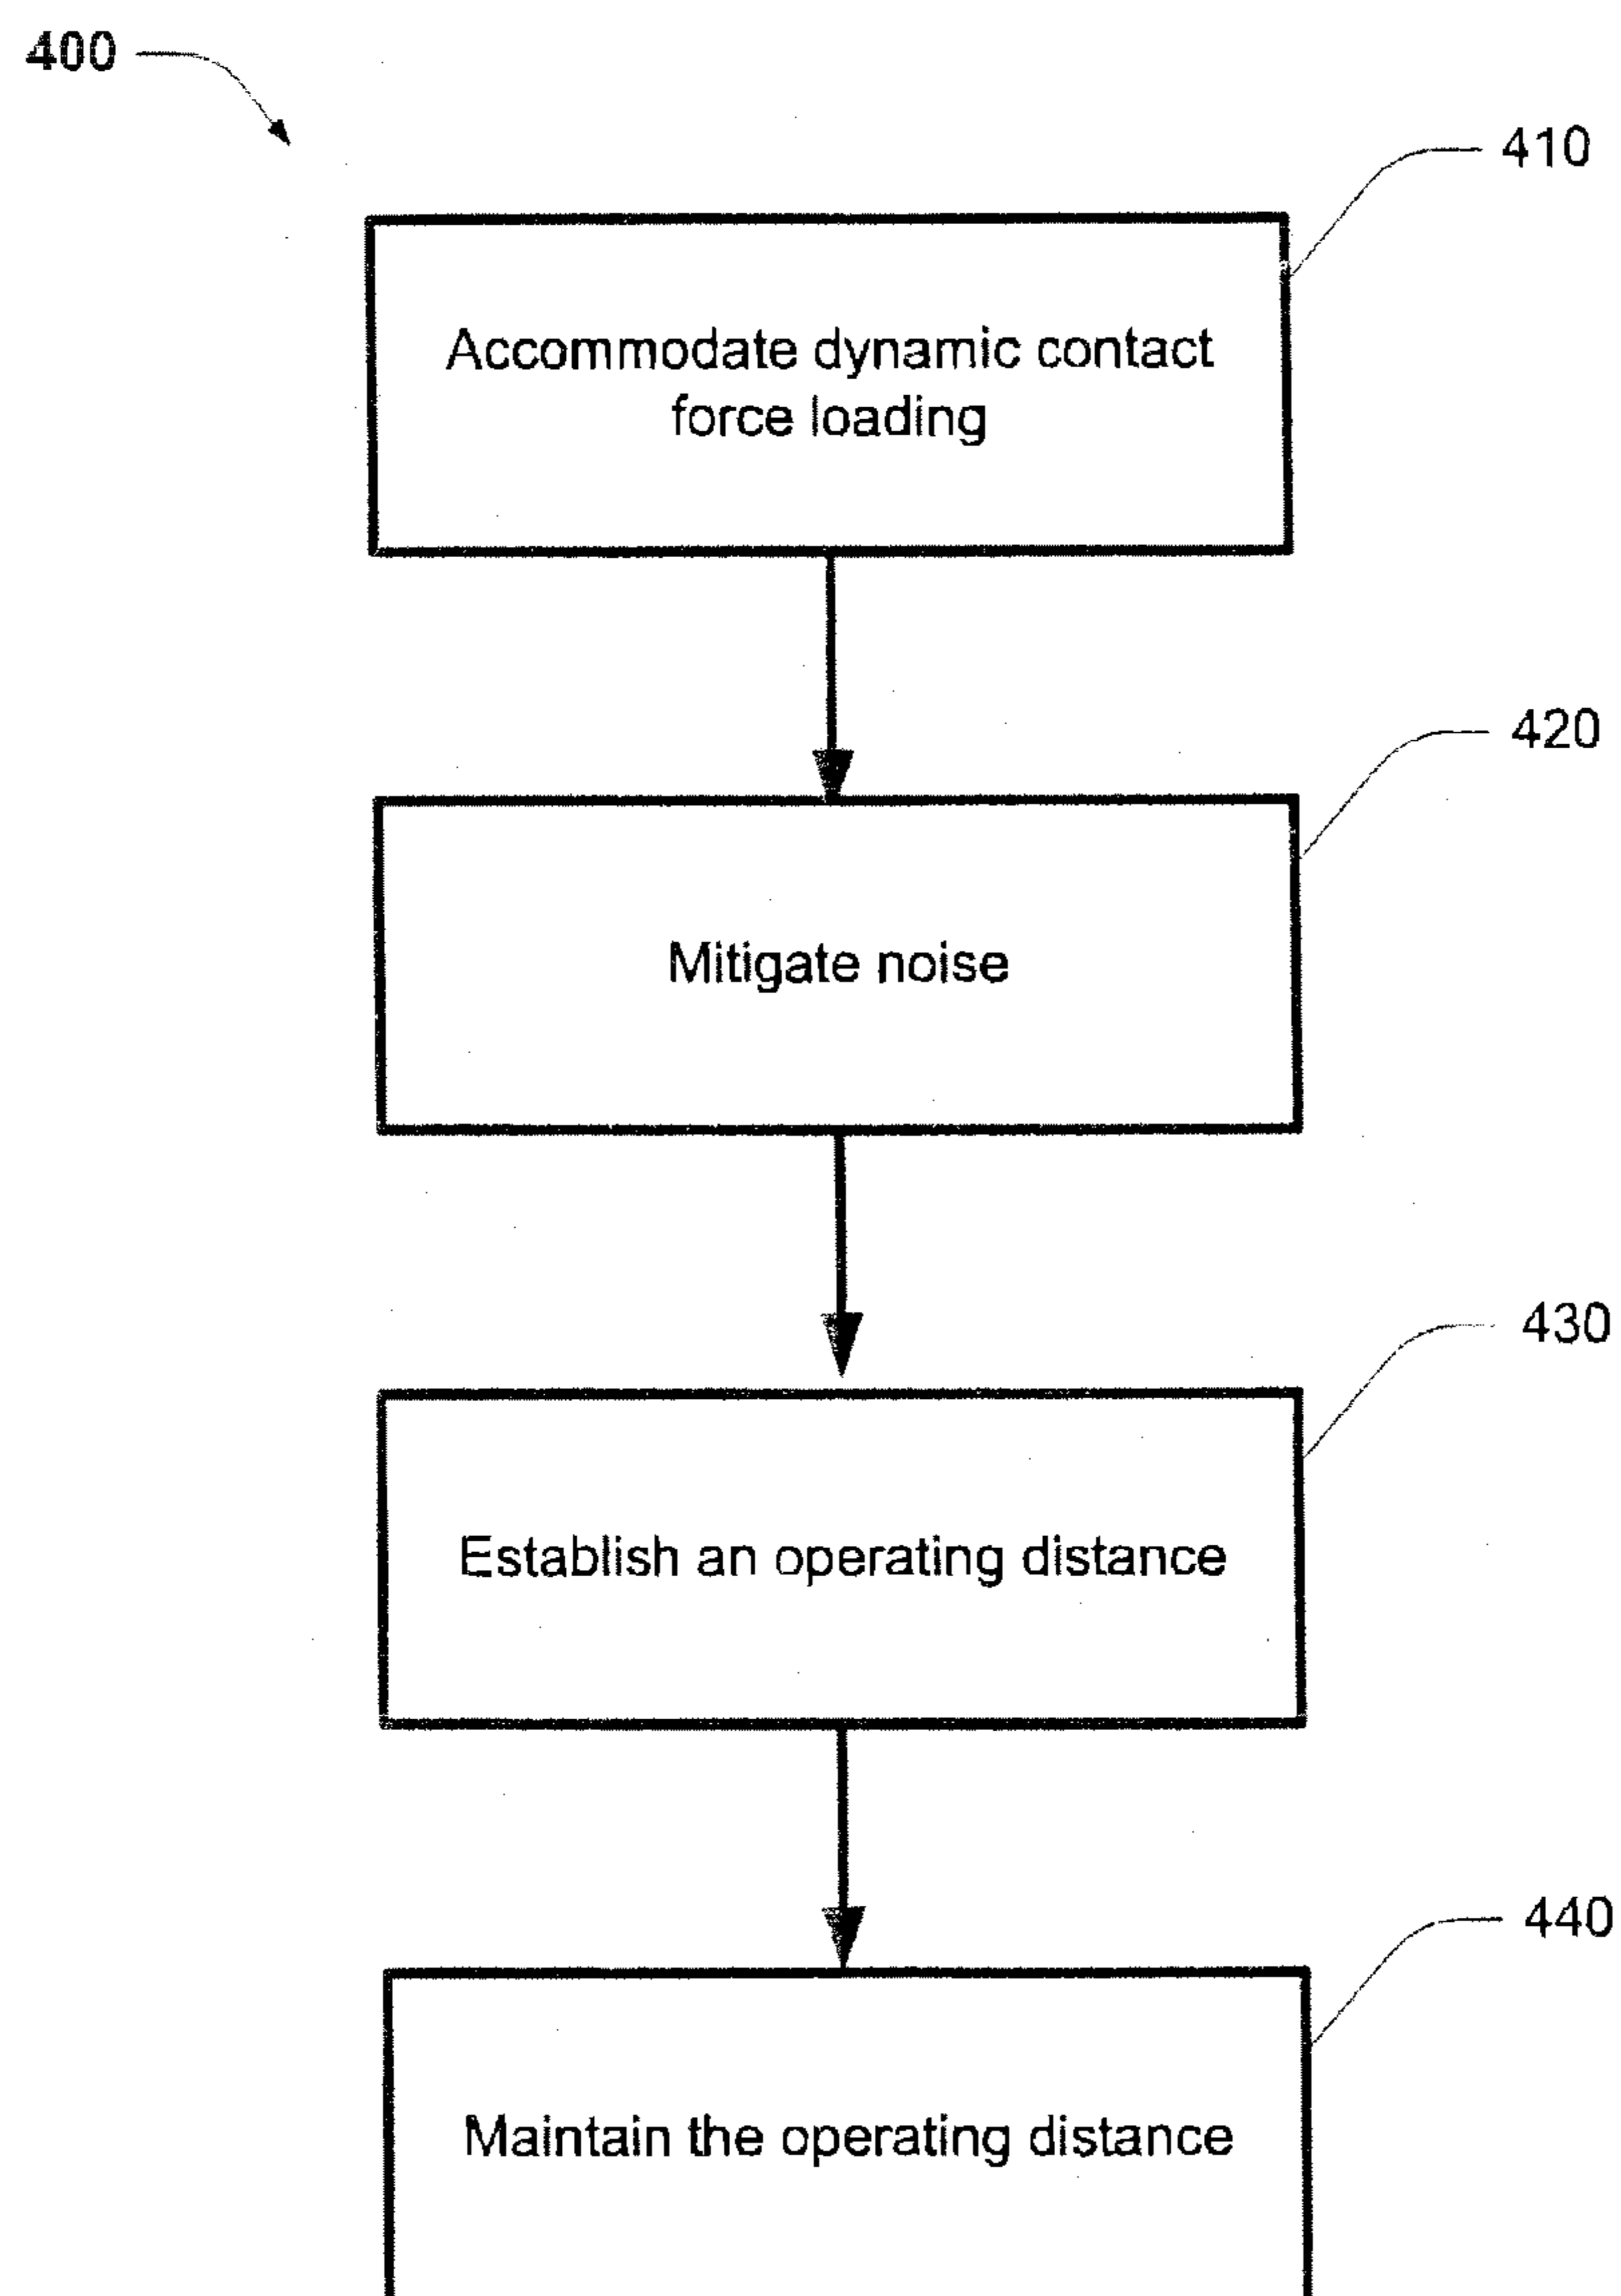 400
410
Accommodate dynamic contact
force loading
420
Mitigate noise
430
Establish an operating distance
440
Maintain the operating distance